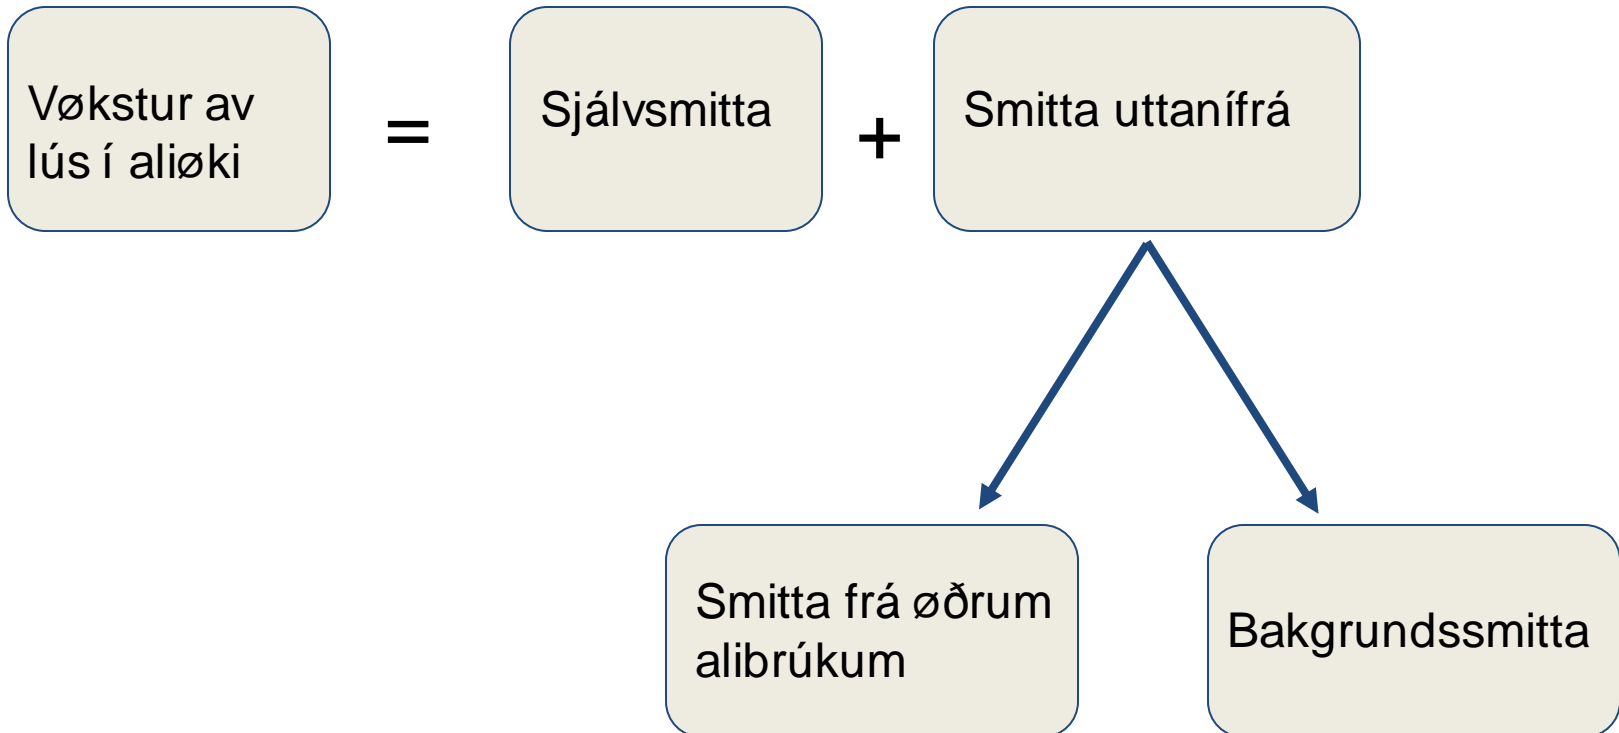 Vøkstur av
lús í aliøki
=
Sjálvsmitta
+
Smitta uttanífrá
Smitta frá øðrum
alibrúkum
Bakgrundssmitta